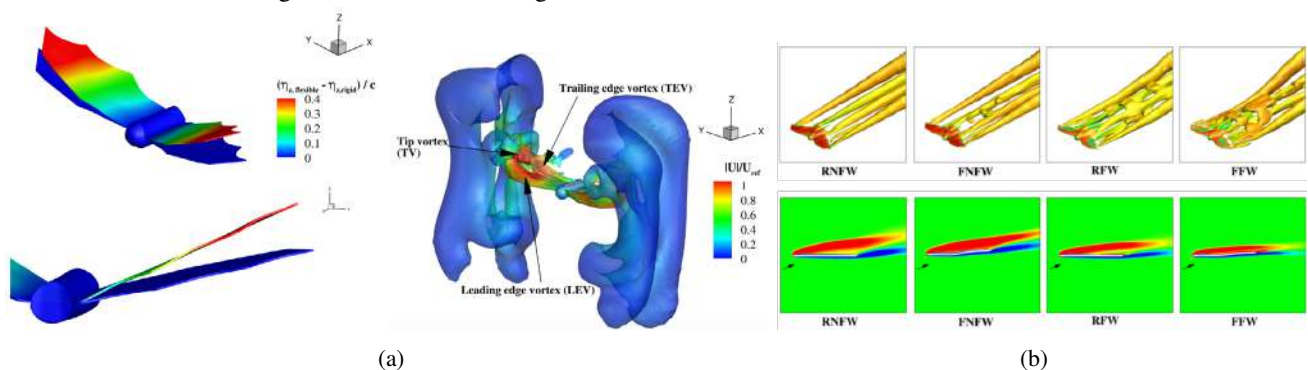 Z
Y
X
(η_a,flexible - η_a,rigid) / c
0.4
0.3
0.2
0.1
0
Trailing edge vortex (TEV)
Tip vortex
(TV)
Leading edge vortex (LEV)
Z
Y
X
|U|/U_ref
1
0.8
0.6
0.4
0.2
0
RNFW
FNFW
RFW
FFW
RNFW
FNFW
RFW
FFW
(a)
(b)